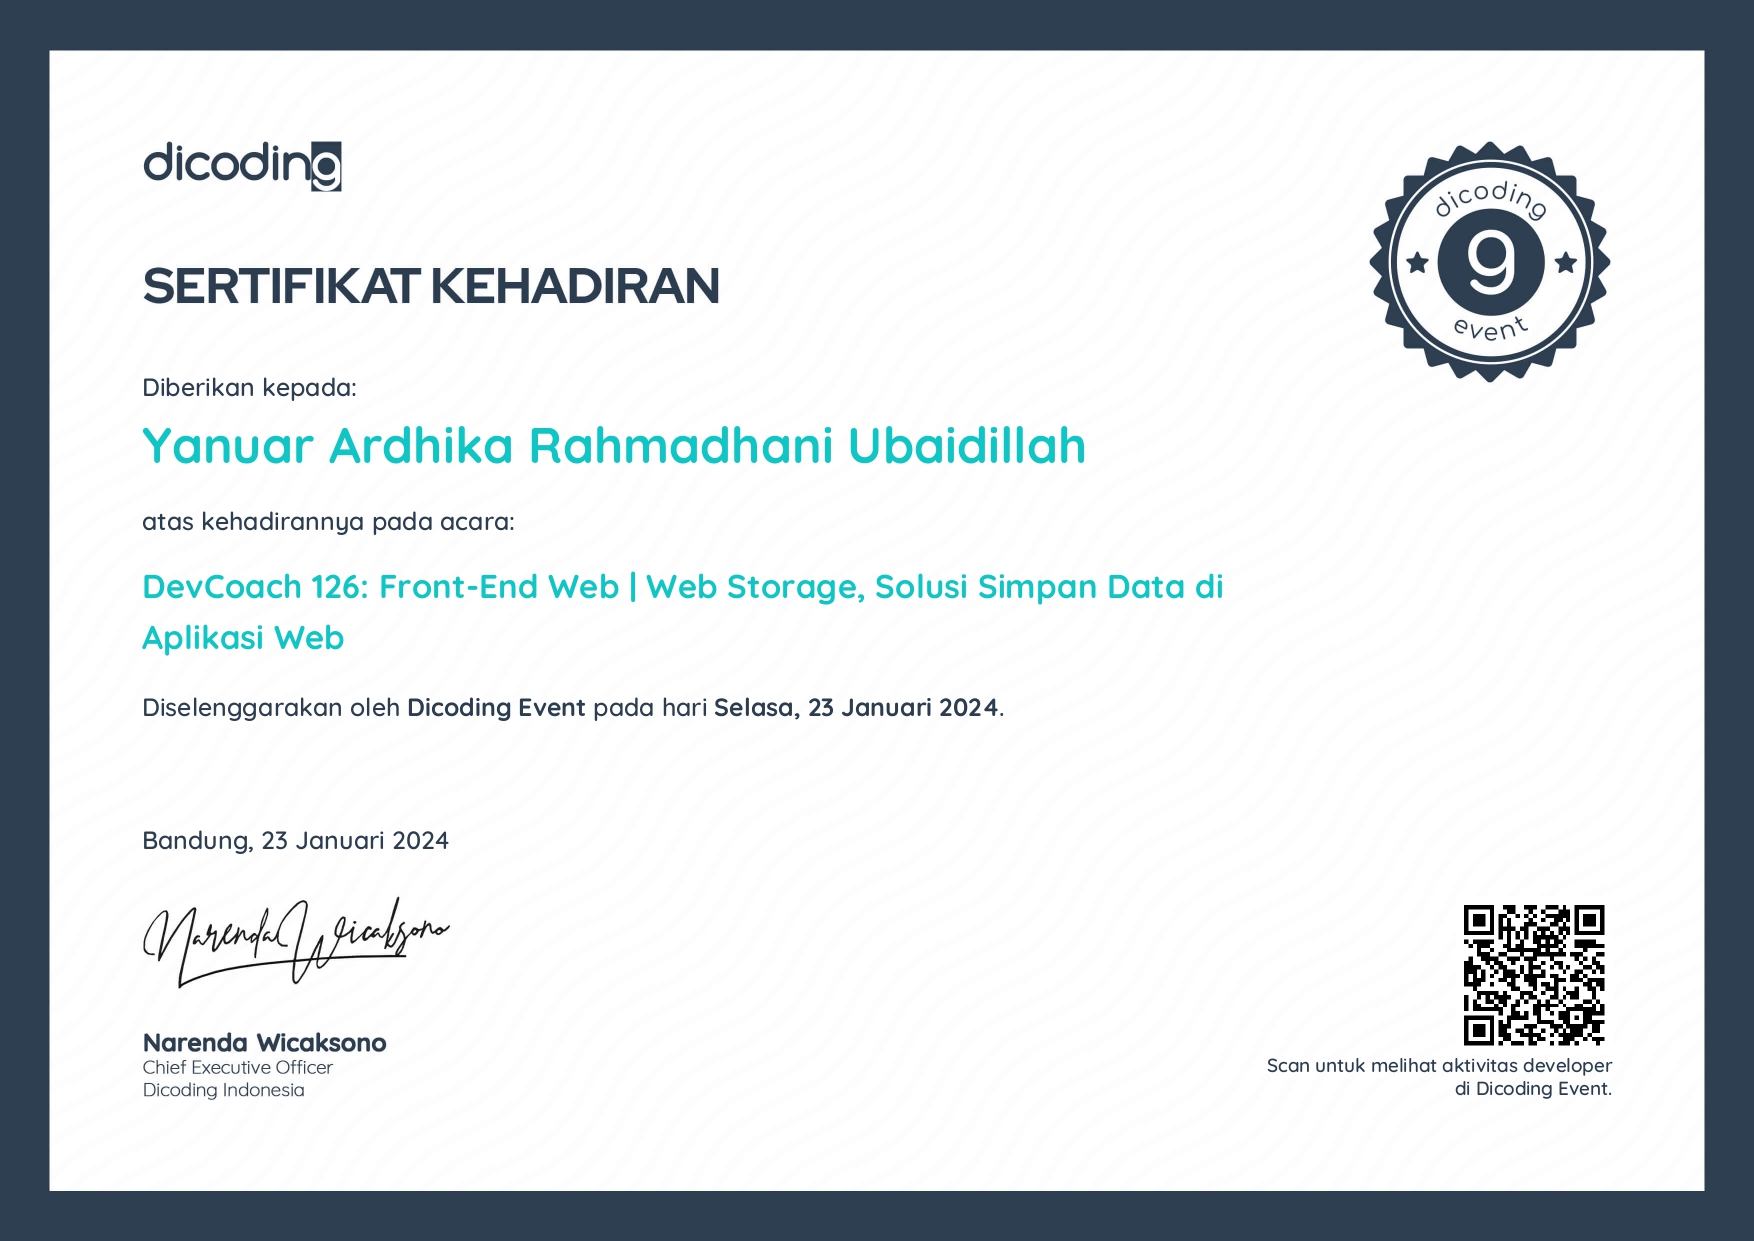 dicoding
SERTIFIKAT KEHADIRAN
dicoding
g
event
Diberikan kepada:
Yanuar Ardhika Rahmadhani Ubaidillah
atas kehadirannya pada acara:
DevCoach 126: Front-End Web | Web Storage, Solusi Simpan Data di
Aplikasi Web
Diselenggarakan oleh Dicoding Event pada hari Selasa, 23 Januari 2024.
Bandung, 23 Januari 2024
Narenda Wicaksono
Narenda Wicaksono
Chief Executive Officer
Dicoding Indonesia
Scan untuk melihat aktivitas developer
di Dicoding Event.